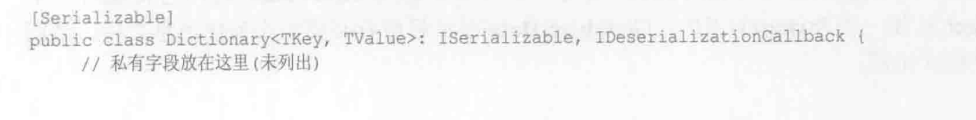 [Serializable]
public class Dictionary<TKey, TValue>: ISerializable, IDeserializationCallback {
// 私有字段放在这里(未列出)